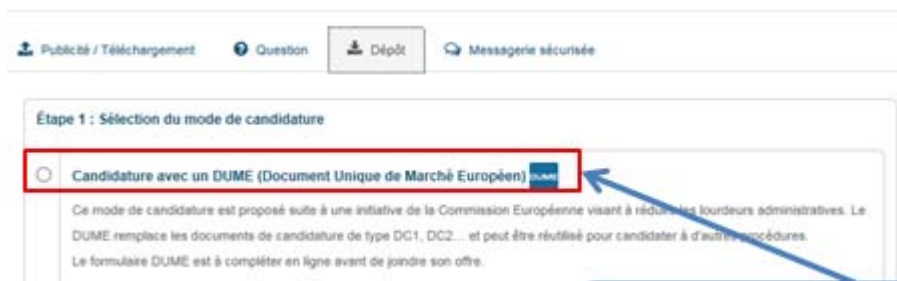 Publicité / Téléchargement Question Dépôt Messagerie sécurisée
Étape 1 : Sélection du mode de candidature
Candidature avec un DUME (Document Unique de Marché Européen) DUME
Ce mode de candidature est proposé suite à une initiative de la Commission Européenne visant à réduire les lourdeurs administratives. Le
DUME remplace les documents de candidature de type DC1, DC2... et peut être réutilisé pour candidater à d'autres procédures.
Le formulaire DUME est à compléter en ligne avant de joindre son offre.